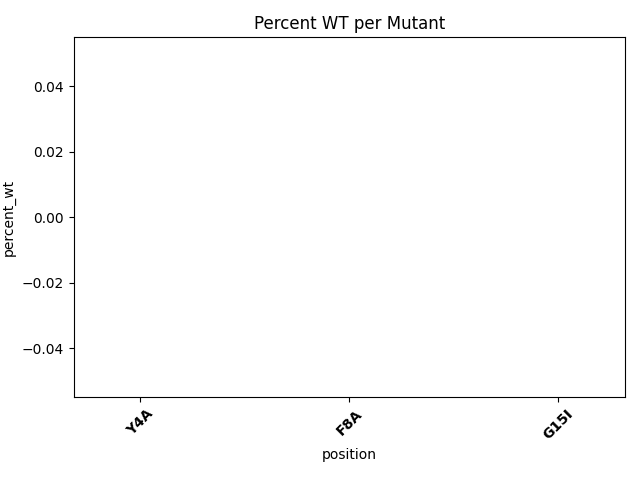 Percent WT per Mutant
0.04
0.02
0.00
−0.02
−0.04
percent_wt
Y4A
F8A
G15I
position